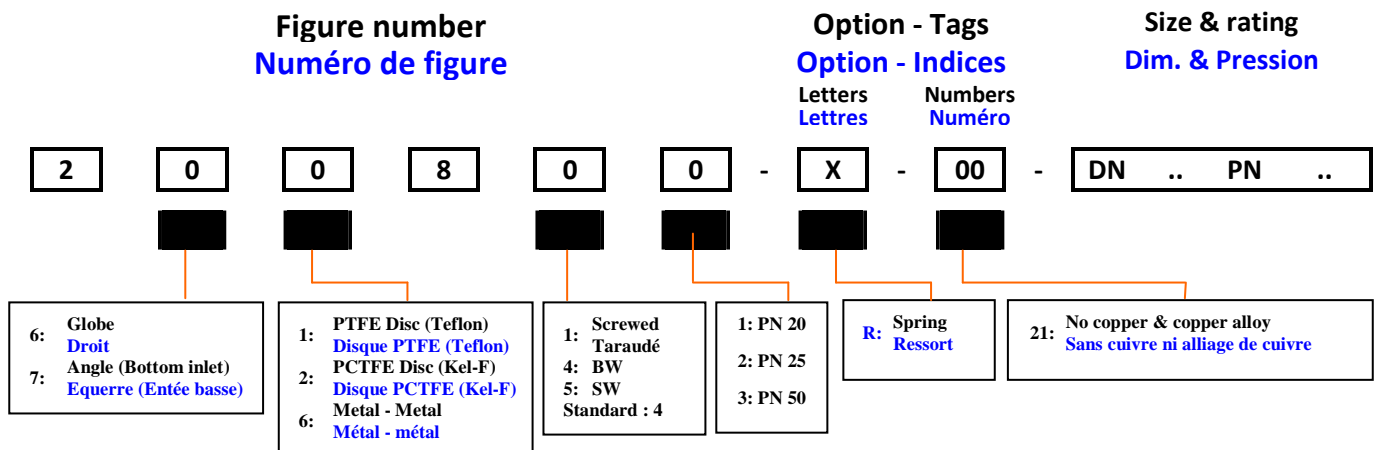 Figure number
Numéro de figure
Option - Tags
Option - Indices
Size & rating
Dim. & Pression
Letters
Lettres
Numbers
Numéro
2 0 0 8 0 0 - X - 00 - DN .. PN ..
6: Globe
Droit
7: Angle (Bottom inlet)
Equerre (Entée basse)
1: PTFE Disc (Teflon)
Disque PTFE (Teflon)
2: PCTFE Disc (Kel-F)
Disque PCTFE (Kel-F)
6: Metal - Metal
Métal - métal
1: Screwed
Taraudé
4: BW
5: SW
Standard : 4
1: PN 20
2: PN 25
3: PN 50
R: Spring
Ressort
21: No copper & copper alloy
Sans cuivre ni alliage de cuivre